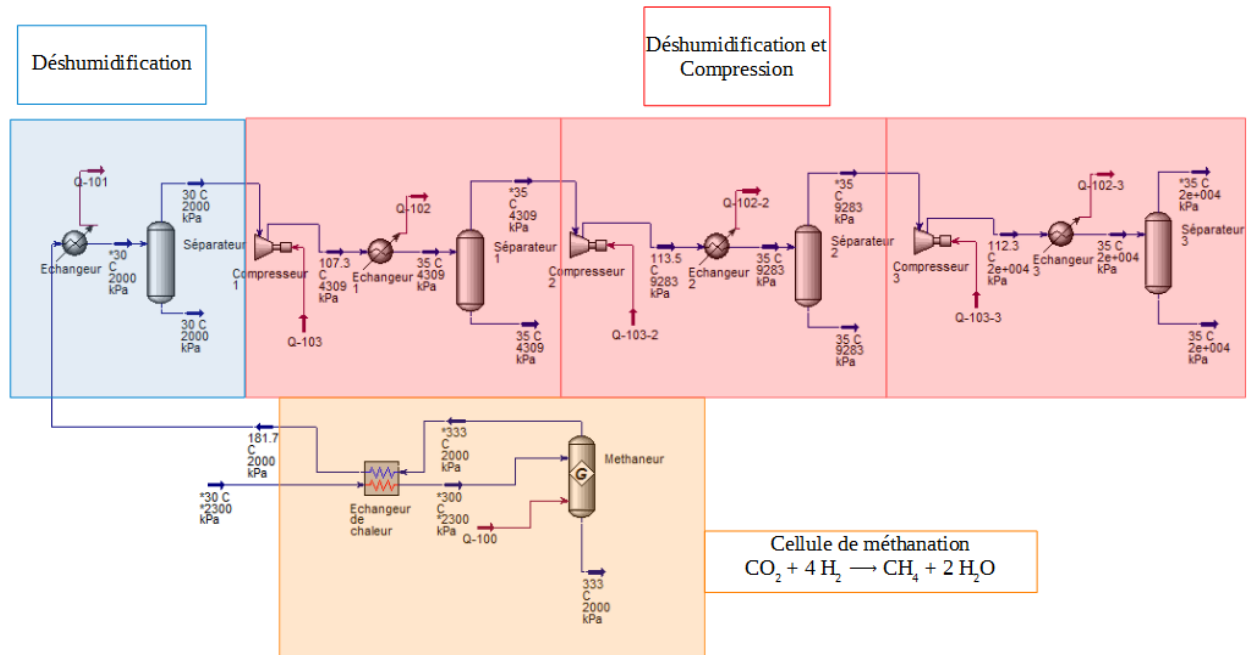 Déshumidification
Déshumidification et
Compression
Q-101
Echangeur
*30
C
2000
kPa
30 C
2000
kPa
Séparateur
30 C
2000
kPa
Compresseur
1
Q-103
107.3
C
4309
kPa
Q-102
Echangeur
1
35 C
4309
kPa
*35
C
4309
kPa
Séparateur
1
35 C
4309
kPa
Compresseur
2
Q-103-2
113.5
C
9283
kPa
Q-102-2
Echangeur
2
35 C
9283
kPa
*35
C
9283
kPa
Séparateur
2
35 C
9283
kPa
Compresseur
3
Q-103-3
112.3
C
2e+004
kPa
Q-102-3
Echangeur
3
35 C
2e+004
kPa
*35 C
2e+004
kPa
Séparateur
3
35 C
2e+004
kPa
181.7
C
2000
kPa
*30 C
*2300
kPa
Echangeur
de
chaleur
*333
C
2000
kPa
*300
C
*2300
kPa
Q-100
Methaneur
G
333
C
2000
kPa
Cellule de méthanation
CO₂ + 4 H₂ ⟶ CH₄ + 2 H₂O